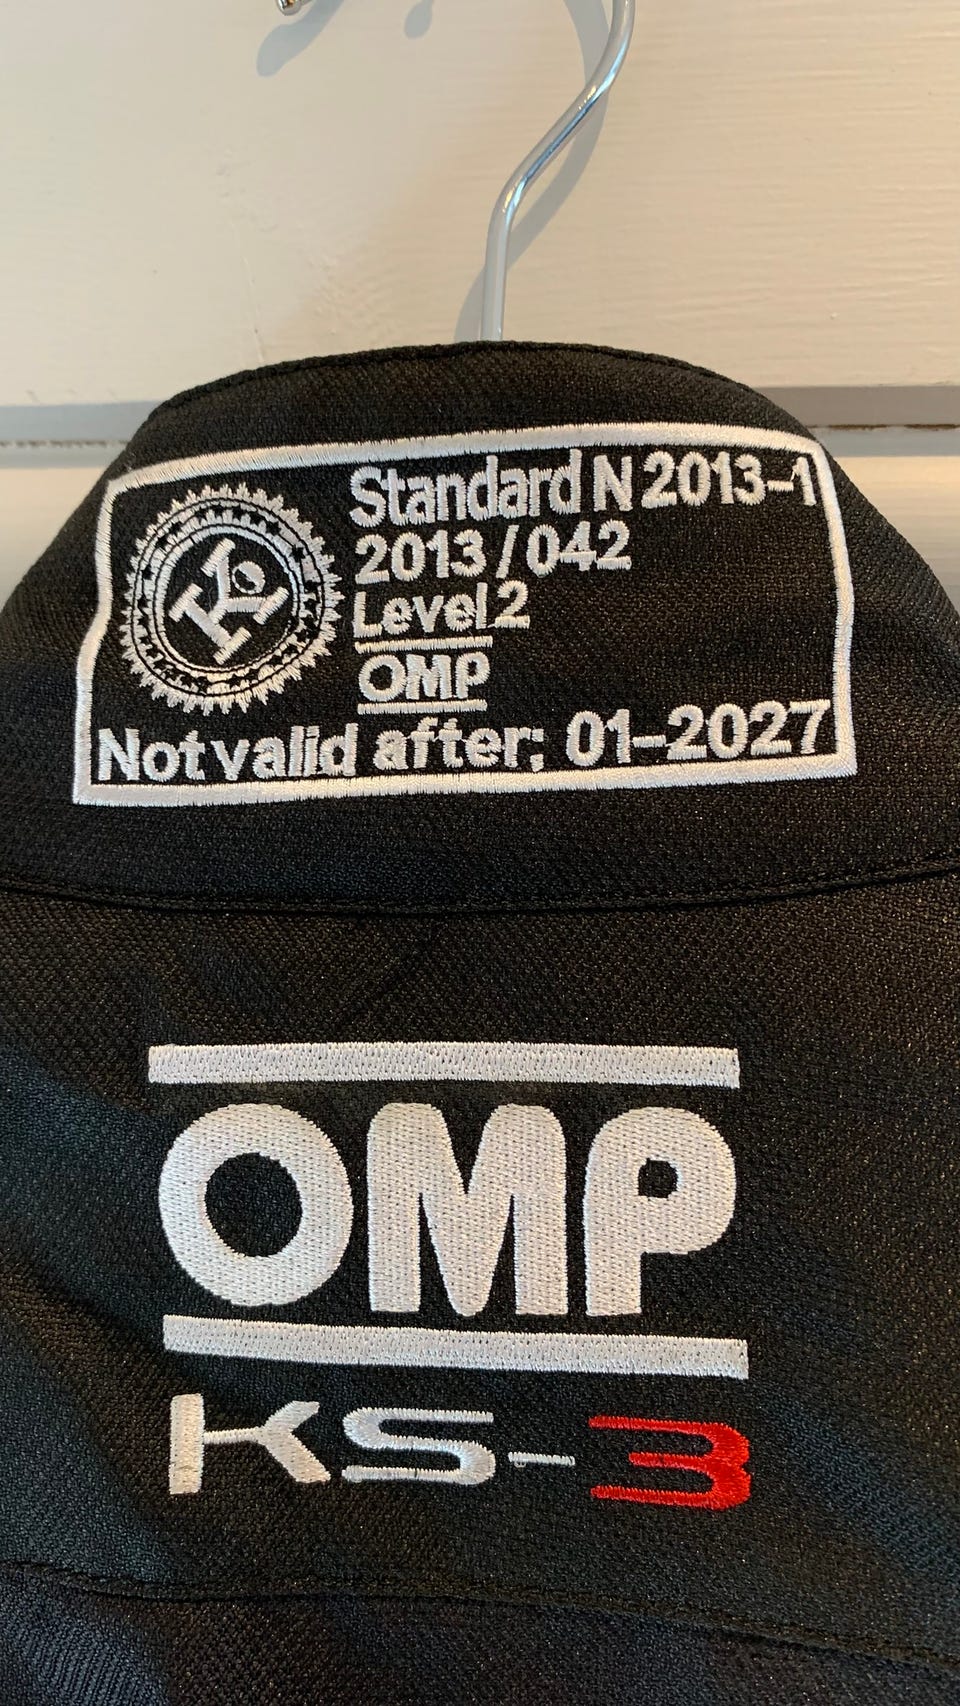 Standard N 2013-1
2013/042
Level 2
OMP
Not valid after: 01-2027
OMP
KS-3